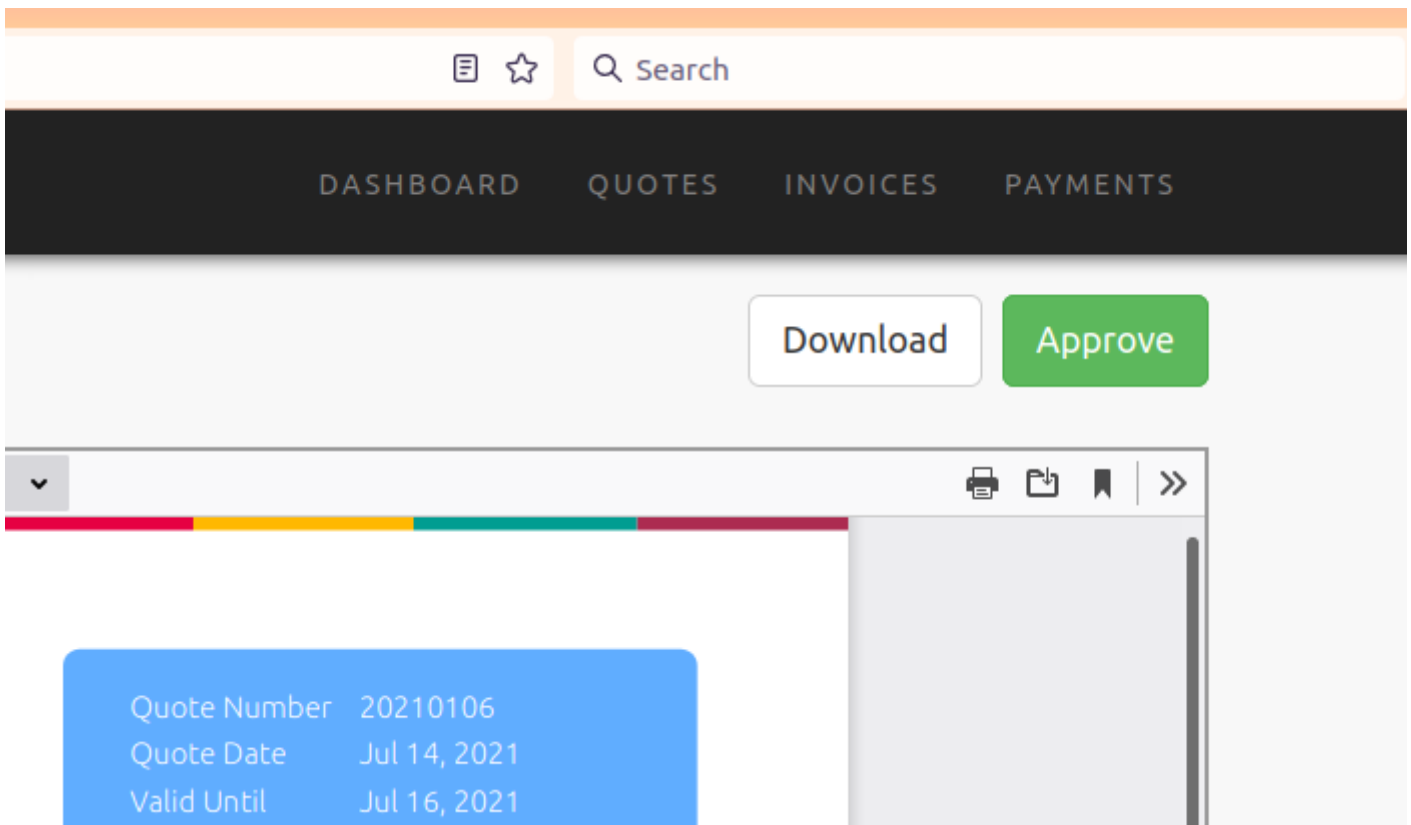 Search
DASHBOARD QUOTES INVOICES PAYMENTS
Download Approve
Quote Number 20210106
Quote Date Jul 14, 2021
Valid Until Jul 16, 2021